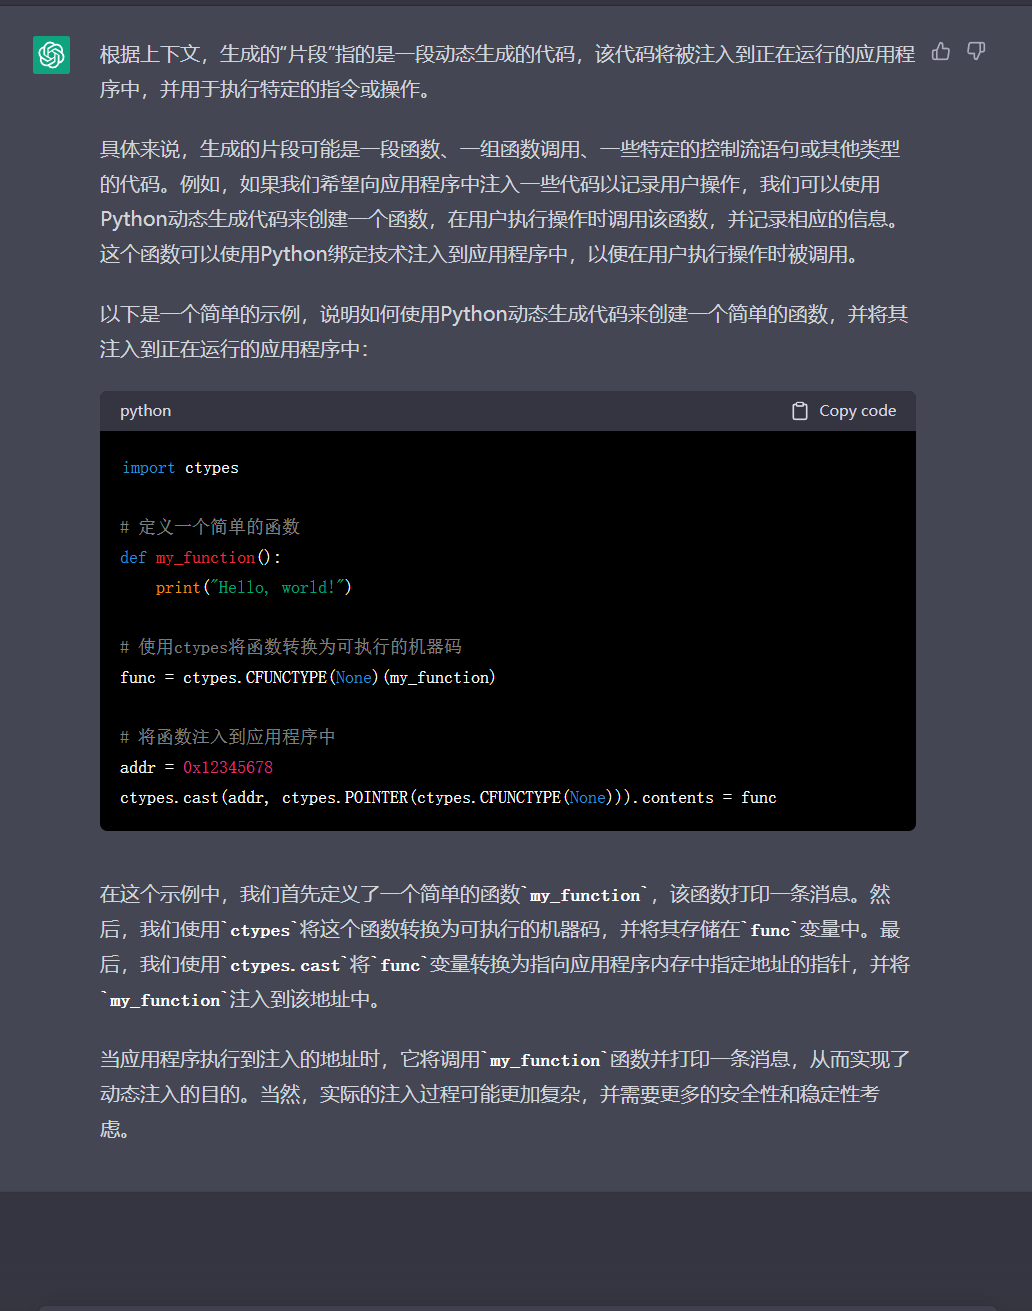 根据上下文，生成的“片段”指的是一段动态生成的代码，该代码将被注入到正在运行的应用程
序中，并用于执行特定的指令或操作。
具体来说，生成的片段可能是一段函数、一组函数调用、一些特定的控制流语句或其他类型
的代码。例如，如果我们希望向应用程序中注入一些代码以记录用户操作，我们可以使用
Python动态生成代码来创建一个函数，在用户执行操作时调用该函数，并记录相应的信息。
这个函数可以使用Python绑定技术注入到应用程序中，以便在用户执行操作时被调用。
以下是一个简单的示例，说明如何使用Python动态生成代码来创建一个简单的函数，并将其
注入到正在运行的应用程序中：
python Copy code
import ctypes
# 定义一个简单的函数
def my_function():
    print("Hello, world!")
# 使用ctypes将函数转换为可执行的机器码
func = ctypes.CFUNCTYPE(None)(my_function)
# 将函数注入到应用程序中
addr = 0x12345678
ctypes.cast(addr, ctypes.POINTER(ctypes.CFUNCTYPE(None))).contents = func
在这个示例中，我们首先定义了一个简单的函数`my_function`，该函数打印一条消息。然
后，我们使用`ctypes`将这个函数转换为可执行的机器码，并将其存储在`func`变量中。最
后，我们使用`ctypes.cast`将`func`变量转换为指向应用程序内存中指定地址的指针，并将
`my_function`注入到该地址中。
当应用程序执行到注入的地址时，它将调用`my_function`函数并打印一条消息，从而实现了
动态注入的目的。当然，实际的注入过程可能更加复杂，并需要更多的安全性和稳定性考
虑。